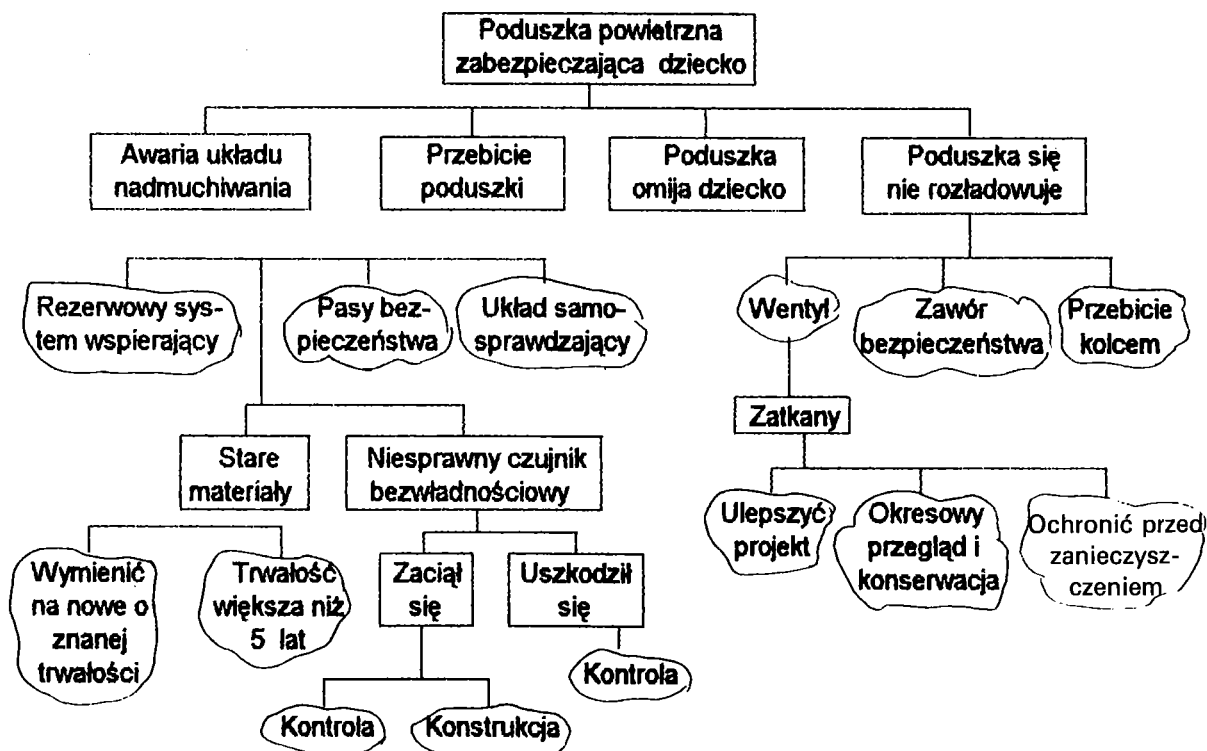 Poduszka powietrzna
zabezpieczająca dziecko
Awaria układu
nadmuchiwania
Przebicie
poduszki
Poduszka
omija dziecko
Poduszka się
nie rozładowuje
Rezerwowy sys-
tem wspierający
Pasy bez-
pieczeństwa
Układ samo-
sprawdzający
Wentyl
Zawór
bezpieczeństwa
Przebicie
kolcem
Zatkany
Stare
materiały
Niesprawny czujnik
bezwładnościowy
Ulepszyć
projekt
Okresowy
przegląd i
konserwacja
Ochronić przed
zanieczysz-
czeniem
Wymienić
na nowe o
znanej
trwałości
Trwałość
większa niż
5 lat
Zaciął
się
Uszkodził
się
Kontrola
Kontrola
Konstrukcja